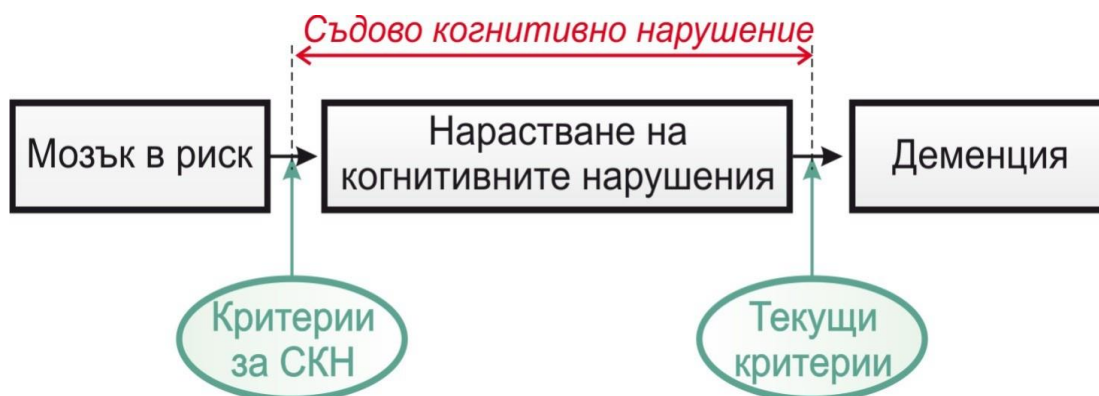 Съдово когнитивно нарушение
Мозък в риск
Нарастване на
когнитивните нарушения
Деменция
Критерии
за СКН
Текущи
критерии